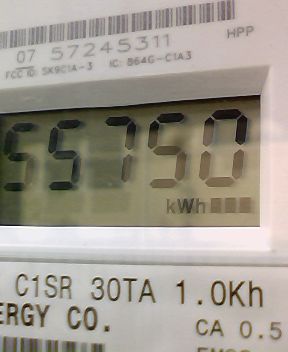 07 57245311
HPP
FCC ID: SK9C1A-3 IC: 864G-C1A3
55750
kWh
C1SR 30TA 1.0Kh
ERGY CO.
CA 0.5